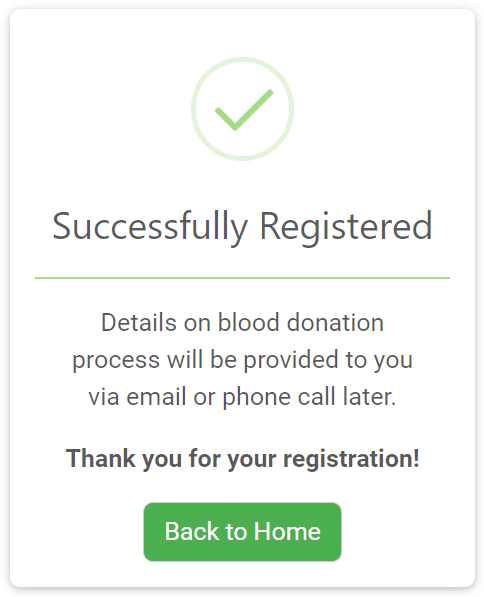 Successfully Registered
Details on blood donation
process will be provided to you
via email or phone call later.
Thank you for your registration!
Back to Home